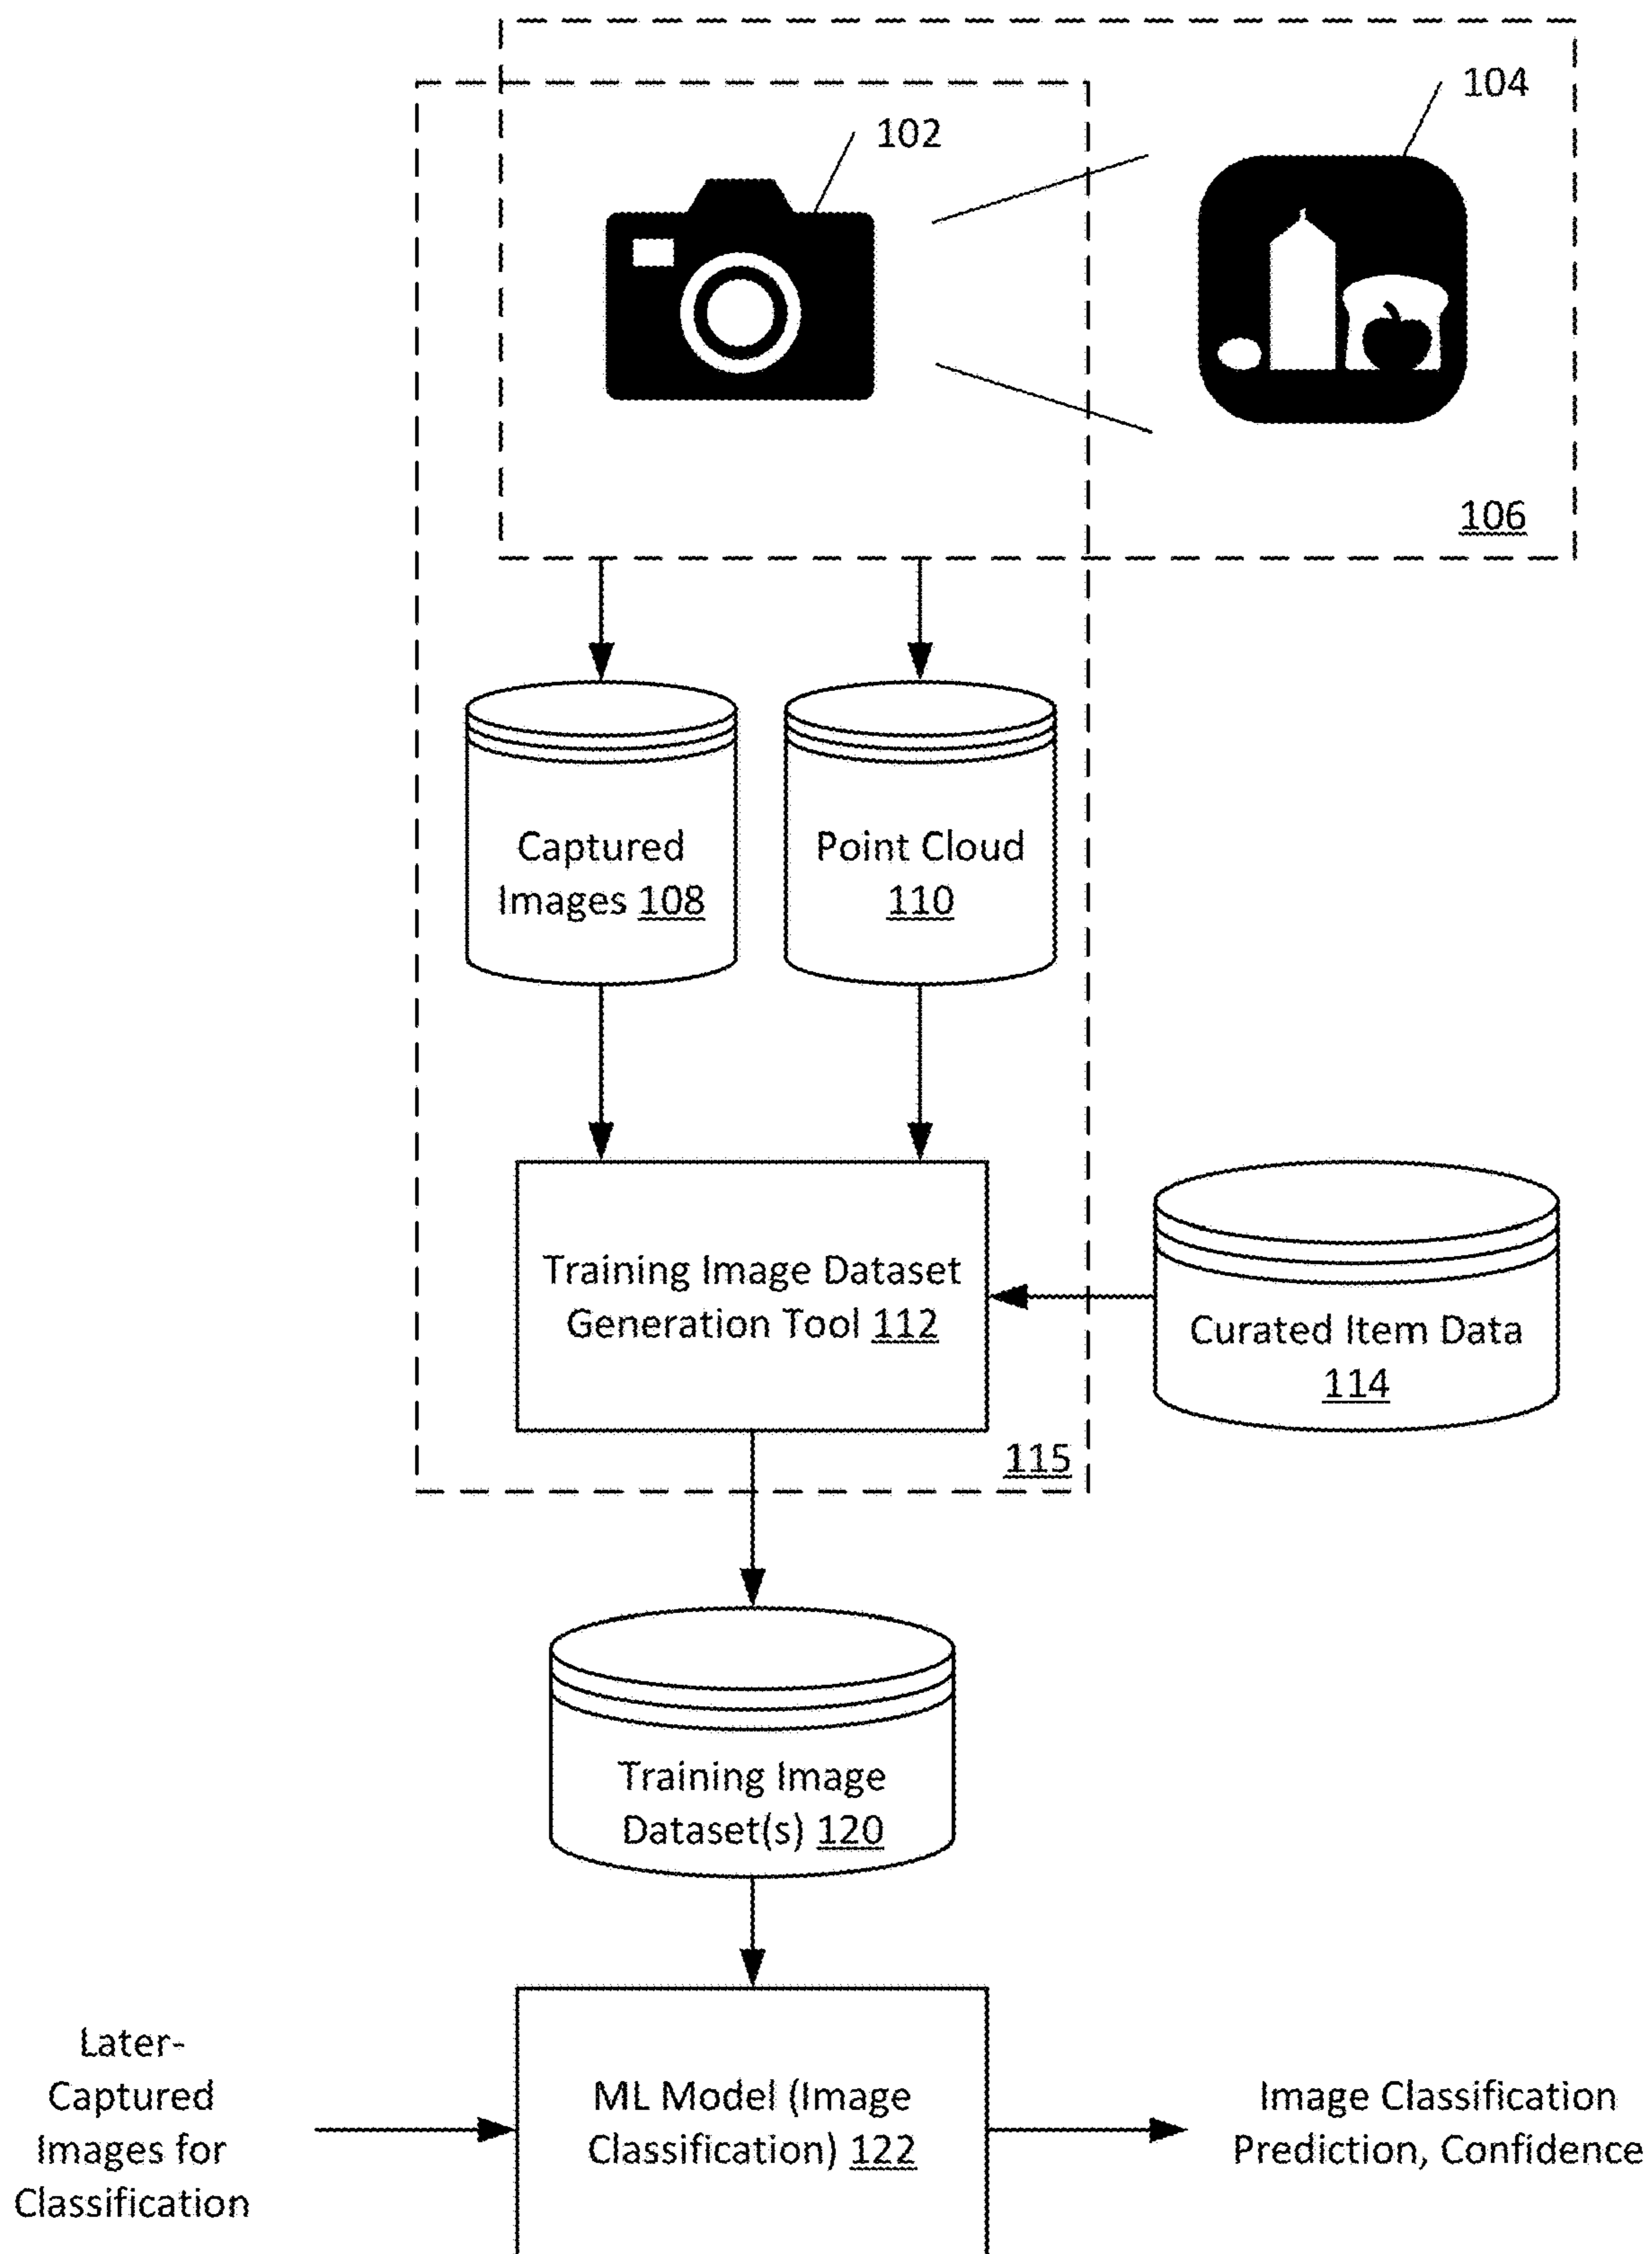 104
102
106
Captured
Images 108
Point Cloud
110
Training Image Dataset
Generation Tool 112
Curated Item Data
114
115
Training Image
Dataset(s) 120
Later-
Captured
Images for
Classification
ML Model (Image
Classification) 122
Image Classification
Prediction, Confidence